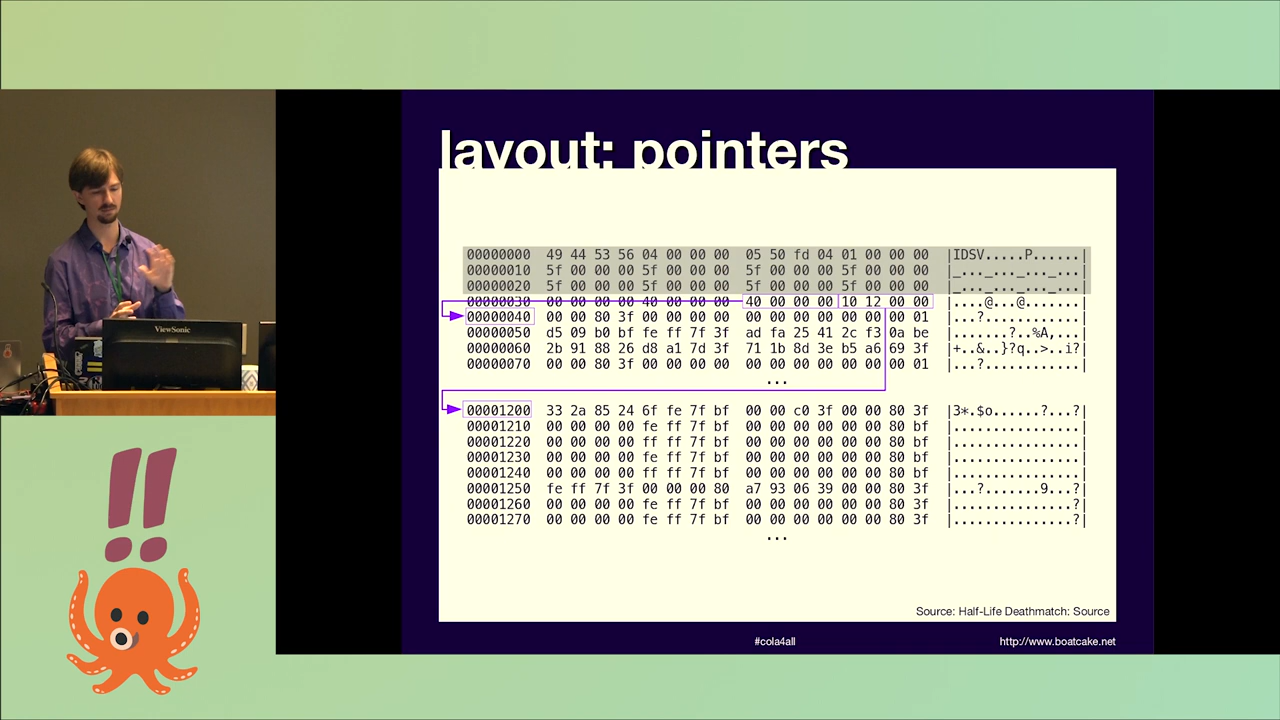 layout: pointers
00000000 49 44 53 56 04 00 00 00 05 50 fd 04 01 00 00 00 |IDSV.....P......|
00000010 5f 00 00 00 5f 00 00 00 5f 00 00 00 5f 00 00 00 |_..._..._..._...|
00000020 5f 00 00 00 5f 00 00 00 5f 00 00 00 5f 00 00 00 |_..._..._..._...|
00000030 00 00 00 00 40 00 00 00 40 00 00 00 10 12 00 00 |....@...@.......|
00000040 00 00 80 3f 00 00 00 00 00 00 00 00 00 00 00 01 |...?............|
00000050 d5 09 80 bf fe ff 7f 3f ad fa 25 41 2c f3 0a be |.......?..%A,...|
00000060 2b 91 88 26 d8 a1 7d 3f 71 1b 8d 3e b5 a6 69 3f |+..&..}?q..>..i?|
00000070 00 00 80 3f 00 00 00 00 00 00 00 00 00 00 00 01 |...?............|
...
00001200 33 2a 85 24 6f fe 7f bf 00 00 c0 3f 00 00 80 3f |3*.$o......?...?|
00001210 00 00 00 00 fe ff 7f bf 00 00 00 00 00 00 80 bf |................|
00001220 00 00 00 00 ff ff 7f bf 00 00 00 00 00 00 80 bf |................|
00001230 00 00 00 00 fe ff 7f bf 00 00 00 00 00 00 80 bf |................|
00001240 00 00 00 00 ff ff 7f bf 00 00 00 00 00 00 80 bf |................|
00001250 fe ff 7f 3f 00 00 00 80 a7 93 06 39 00 00 80 3f |...?.......9...?|
00001260 00 00 00 00 fe ff 7f bf 00 00 00 00 00 00 80 3f |...............?|
00001270 00 00 00 00 fe ff 7f bf 00 00 00 00 00 00 80 3f |...............?|
...
Source: Half-Life Deathmatch: Source
#cola4all
http://www.boatcake.net
ViewSonic
!!